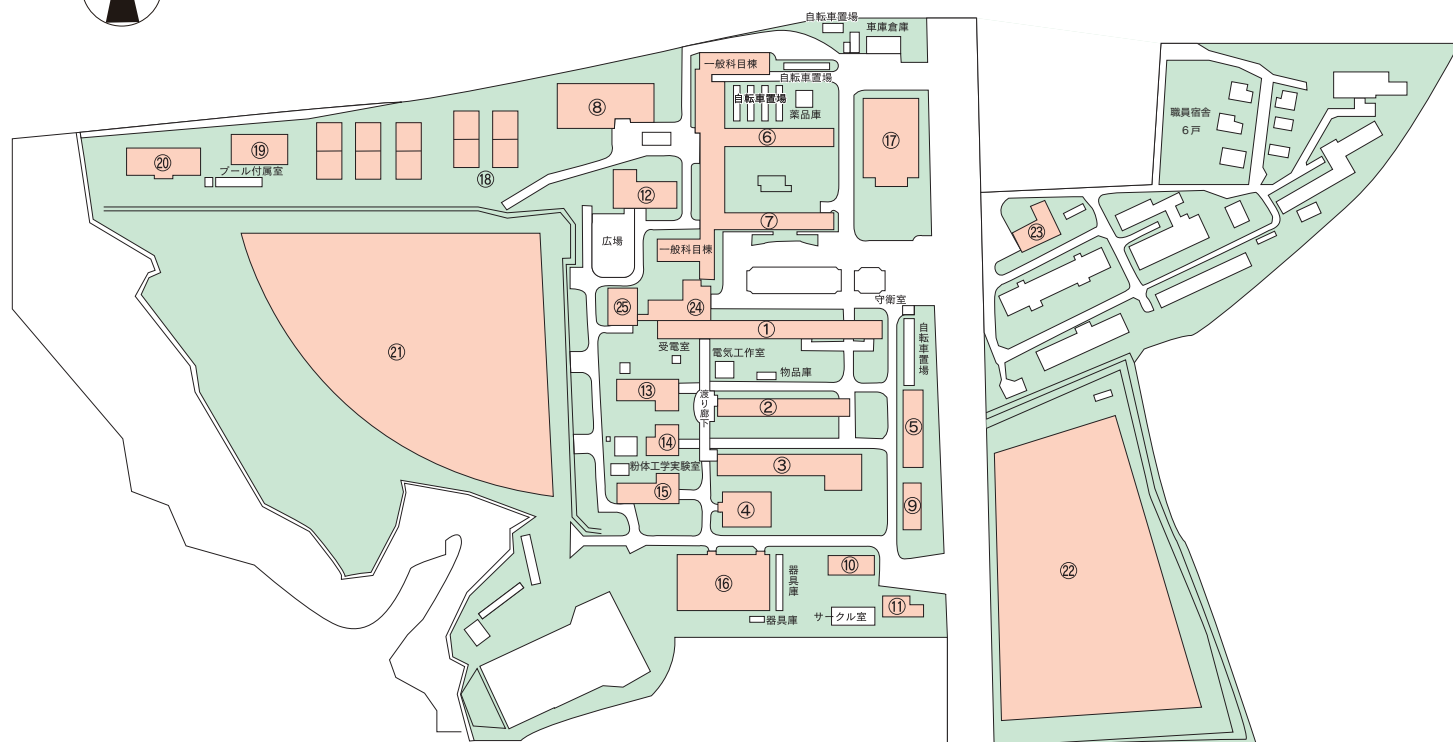 自転車置場
車庫倉庫
一般科目棟
自転車置場
自転車置場
薬品庫
職員宿舎
6戸
⑧
⑥
⑰
⑳
⑲
プール付属室
⑱
⑫
⑦
広場
一般科目棟
㉓
㉕
㉔
守衛室
①
自転車置場
㉑
受電室
電気工作室
物品庫
⑬
渡り廊下
②
⑤
⑭
粉体工学実験室
③
⑮
④
⑨
⑯
器具庫
⑩
㉒
⑪
器具庫
サークル室